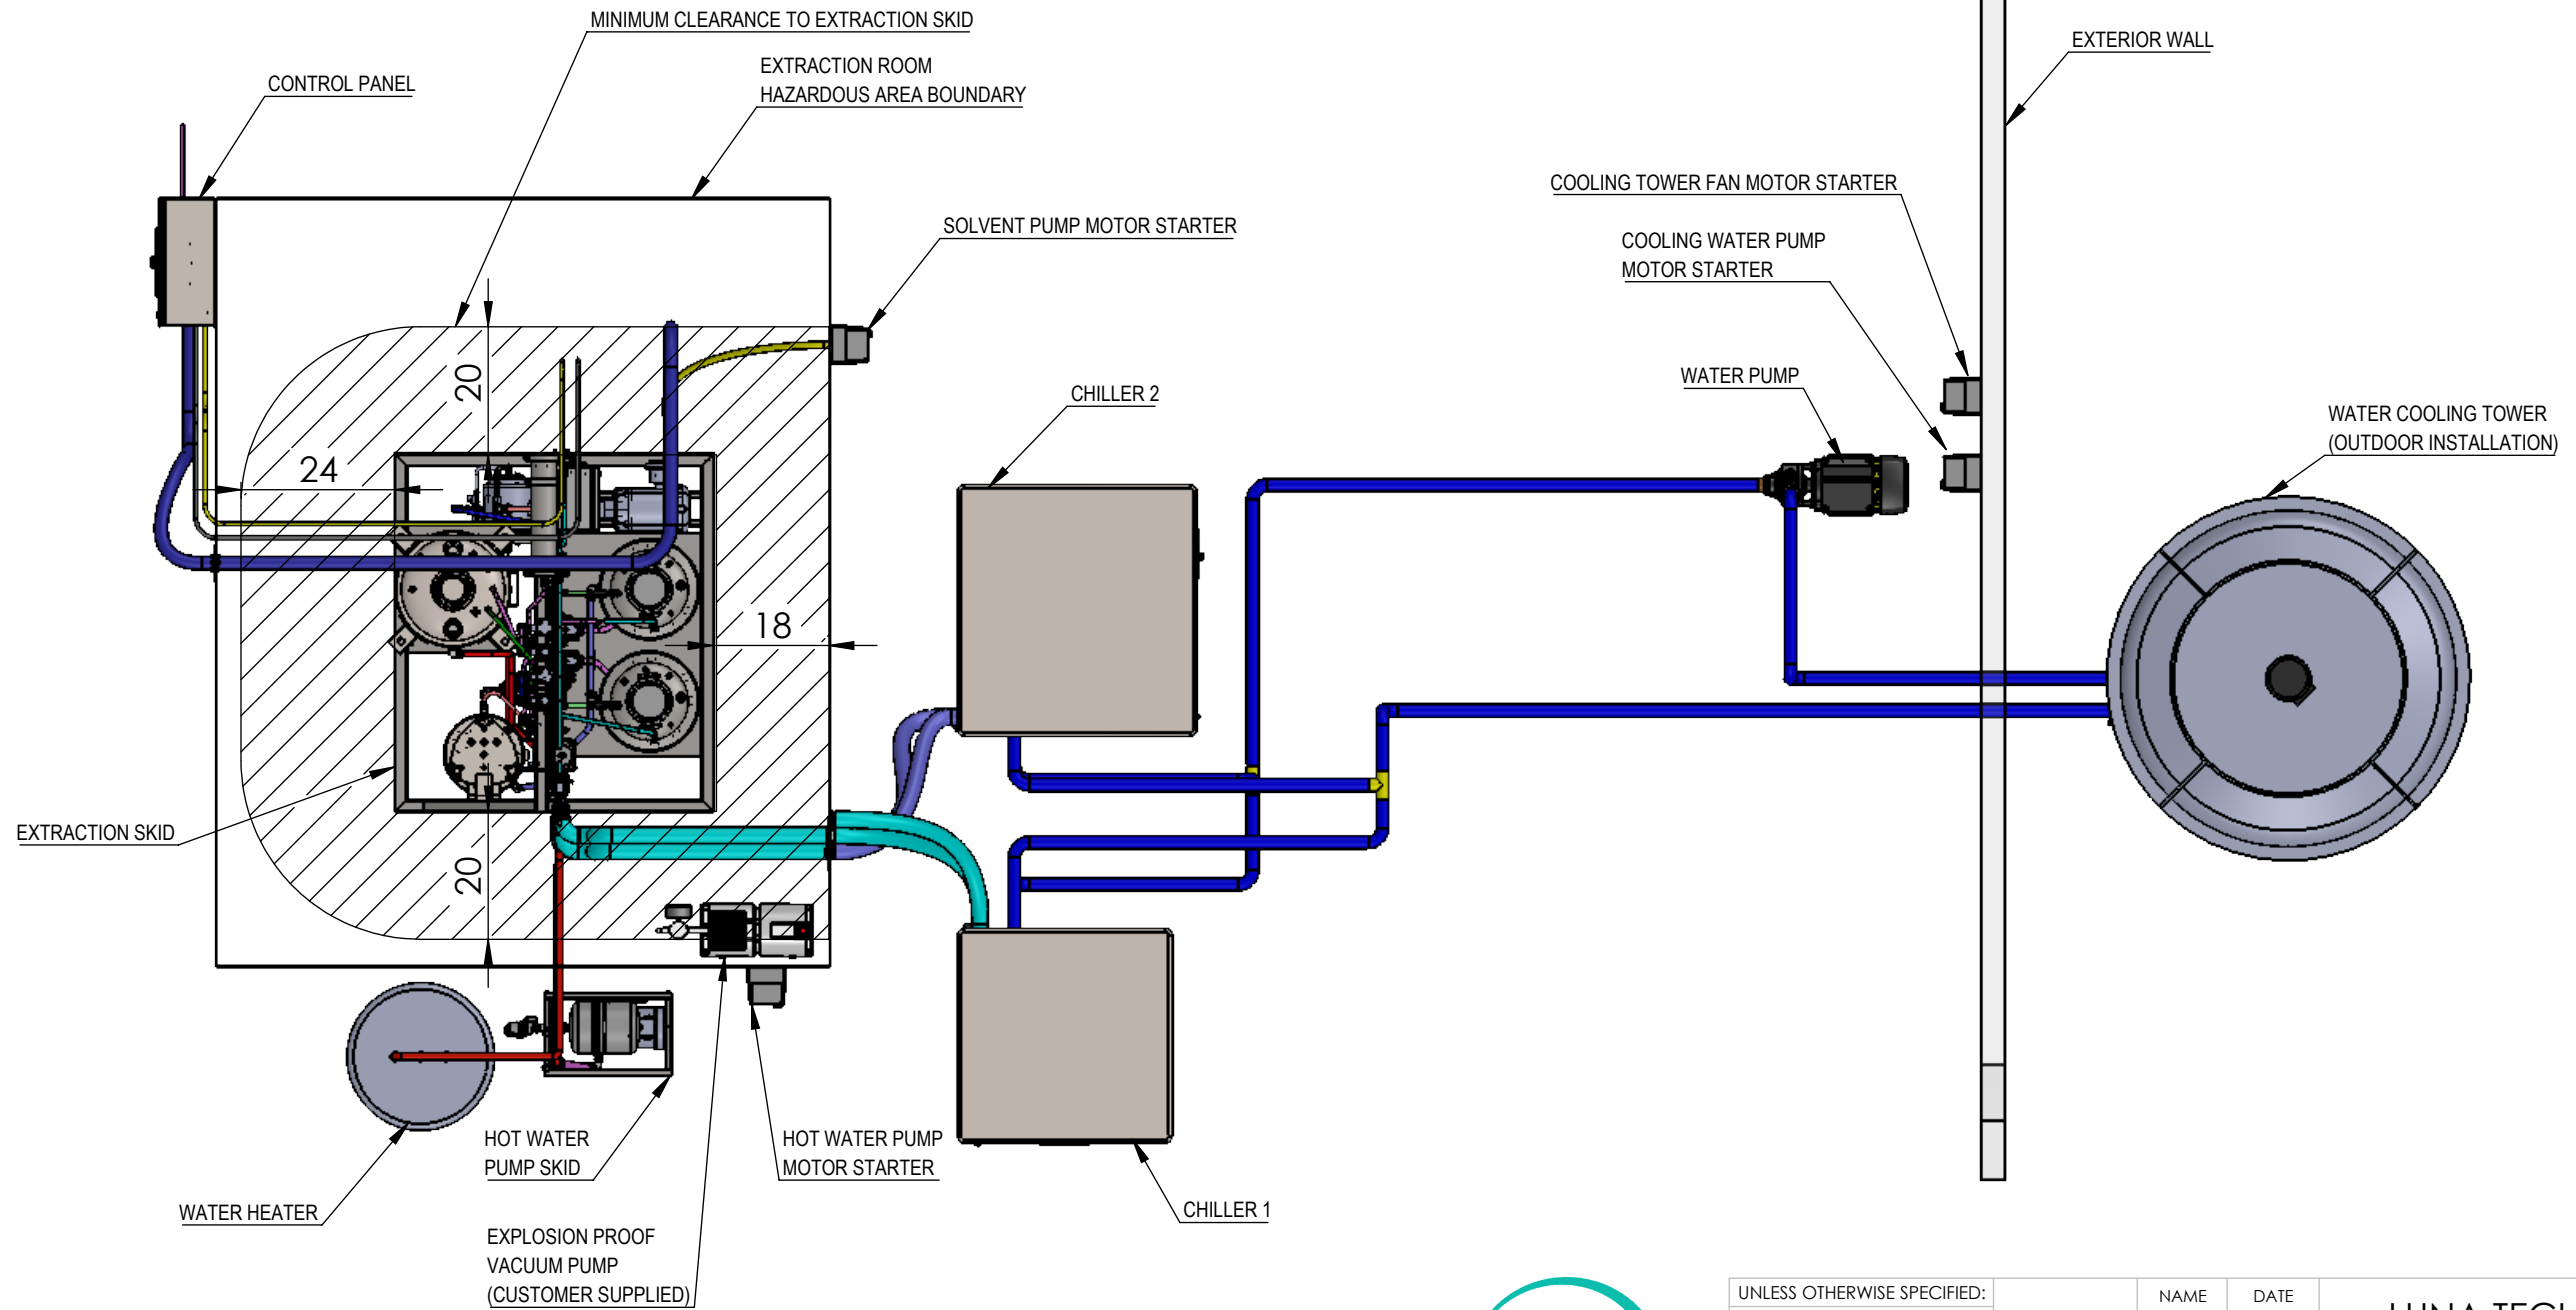 MINIMUM CLEARANCE TO EXTRACTION SKID
EXTERIOR WALL
EXTRACTION ROOM
HAZARDOUS AREA BOUNDARY
CONTROL PANEL
COOLING TOWER FAN MOTOR STARTER
SOLVENT PUMP MOTOR STARTER
COOLING WATER PUMP
MOTOR STARTER
20
WATER PUMP
CHILLER 2
WATER COOLING TOWER
(OUTDOOR INSTALLATION)
24
18
EXTRACTION SKID
20
HOT WATER
PUMP SKID
HOT WATER PUMP
MOTOR STARTER
WATER HEATER
CHILLER 1
EXPLOSION PROOF
VACUUM PUMP
(CUSTOMER SUPPLIED)
UNLESS OTHERWISE SPECIFIED:
NAME
DATE